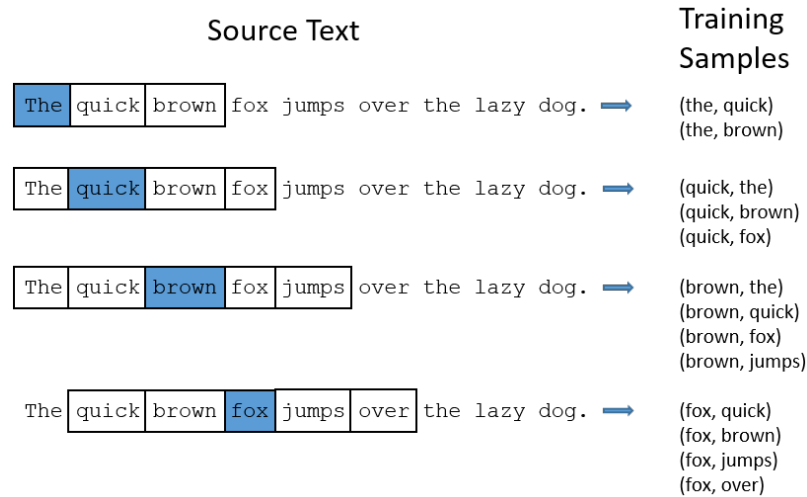 Source Text
Training
Samples
The quick brown fox jumps over the lazy dog.
(the, quick)
(the, brown)
The quick brown fox jumps over the lazy dog.
(quick, the)
(quick, brown)
(quick, fox)
The quick brown fox jumps over the lazy dog.
(brown, the)
(brown, quick)
(brown, fox)
(brown, jumps)
The quick brown fox jumps over the lazy dog.
(fox, quick)
(fox, brown)
(fox, jumps)
(fox, over)